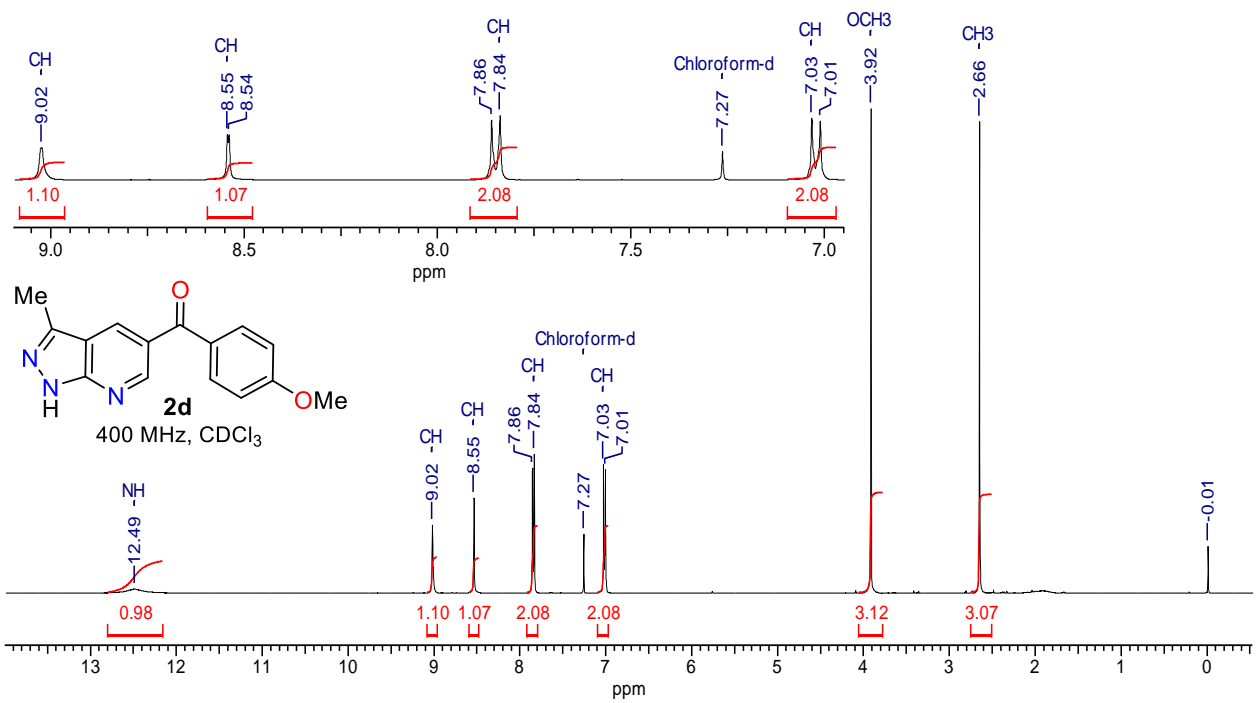 CH
9.02
CH
8.55
8.54
CH
7.86
7.84
Chloroform-d
7.27
CH
7.03
7.01
OCH3
3.92
CH3
2.66
1.10
1.07
2.08
2.08
9.0 8.5 8.0 7.5 7.0
ppm
Me
O
N
N
H
N
OMe
2d
400 MHz, CDCl₃
NH
12.49
CH
9.02
CH
8.55
CH
7.86
7.84
Chloroform-d
7.27
CH
7.03
7.01
-0.01
0.98 1.10 1.07 2.08 2.08 3.12 3.07
13 12 11 10 9 8 7 6 5 4 3 2 1 0
ppm